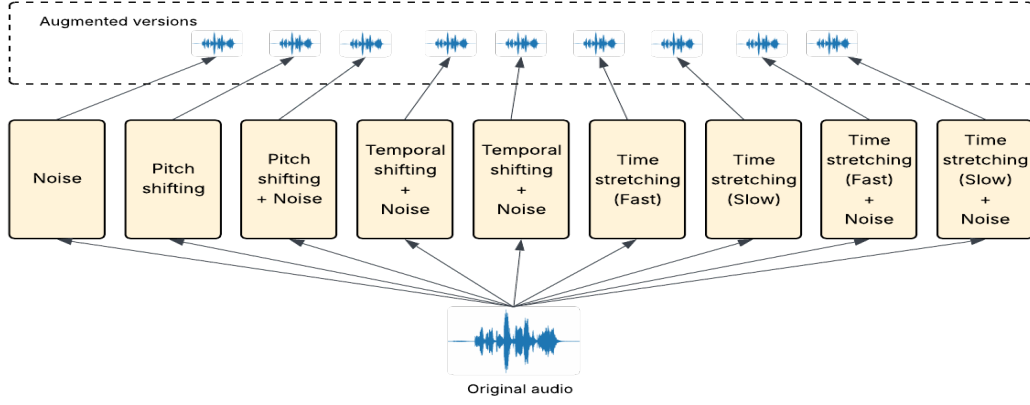 Augmented versions
Noise
Pitch
shifting
Pitch
shifting
+ Noise
Temporal
shifting
+
Noise
Temporal
shifting
+
Noise
Time
stretching
(Fast)
Time
stretching
(Slow)
Time
stretching
(Fast)
+
Noise
Time
stretching
(Slow)
+
Noise
Original audio